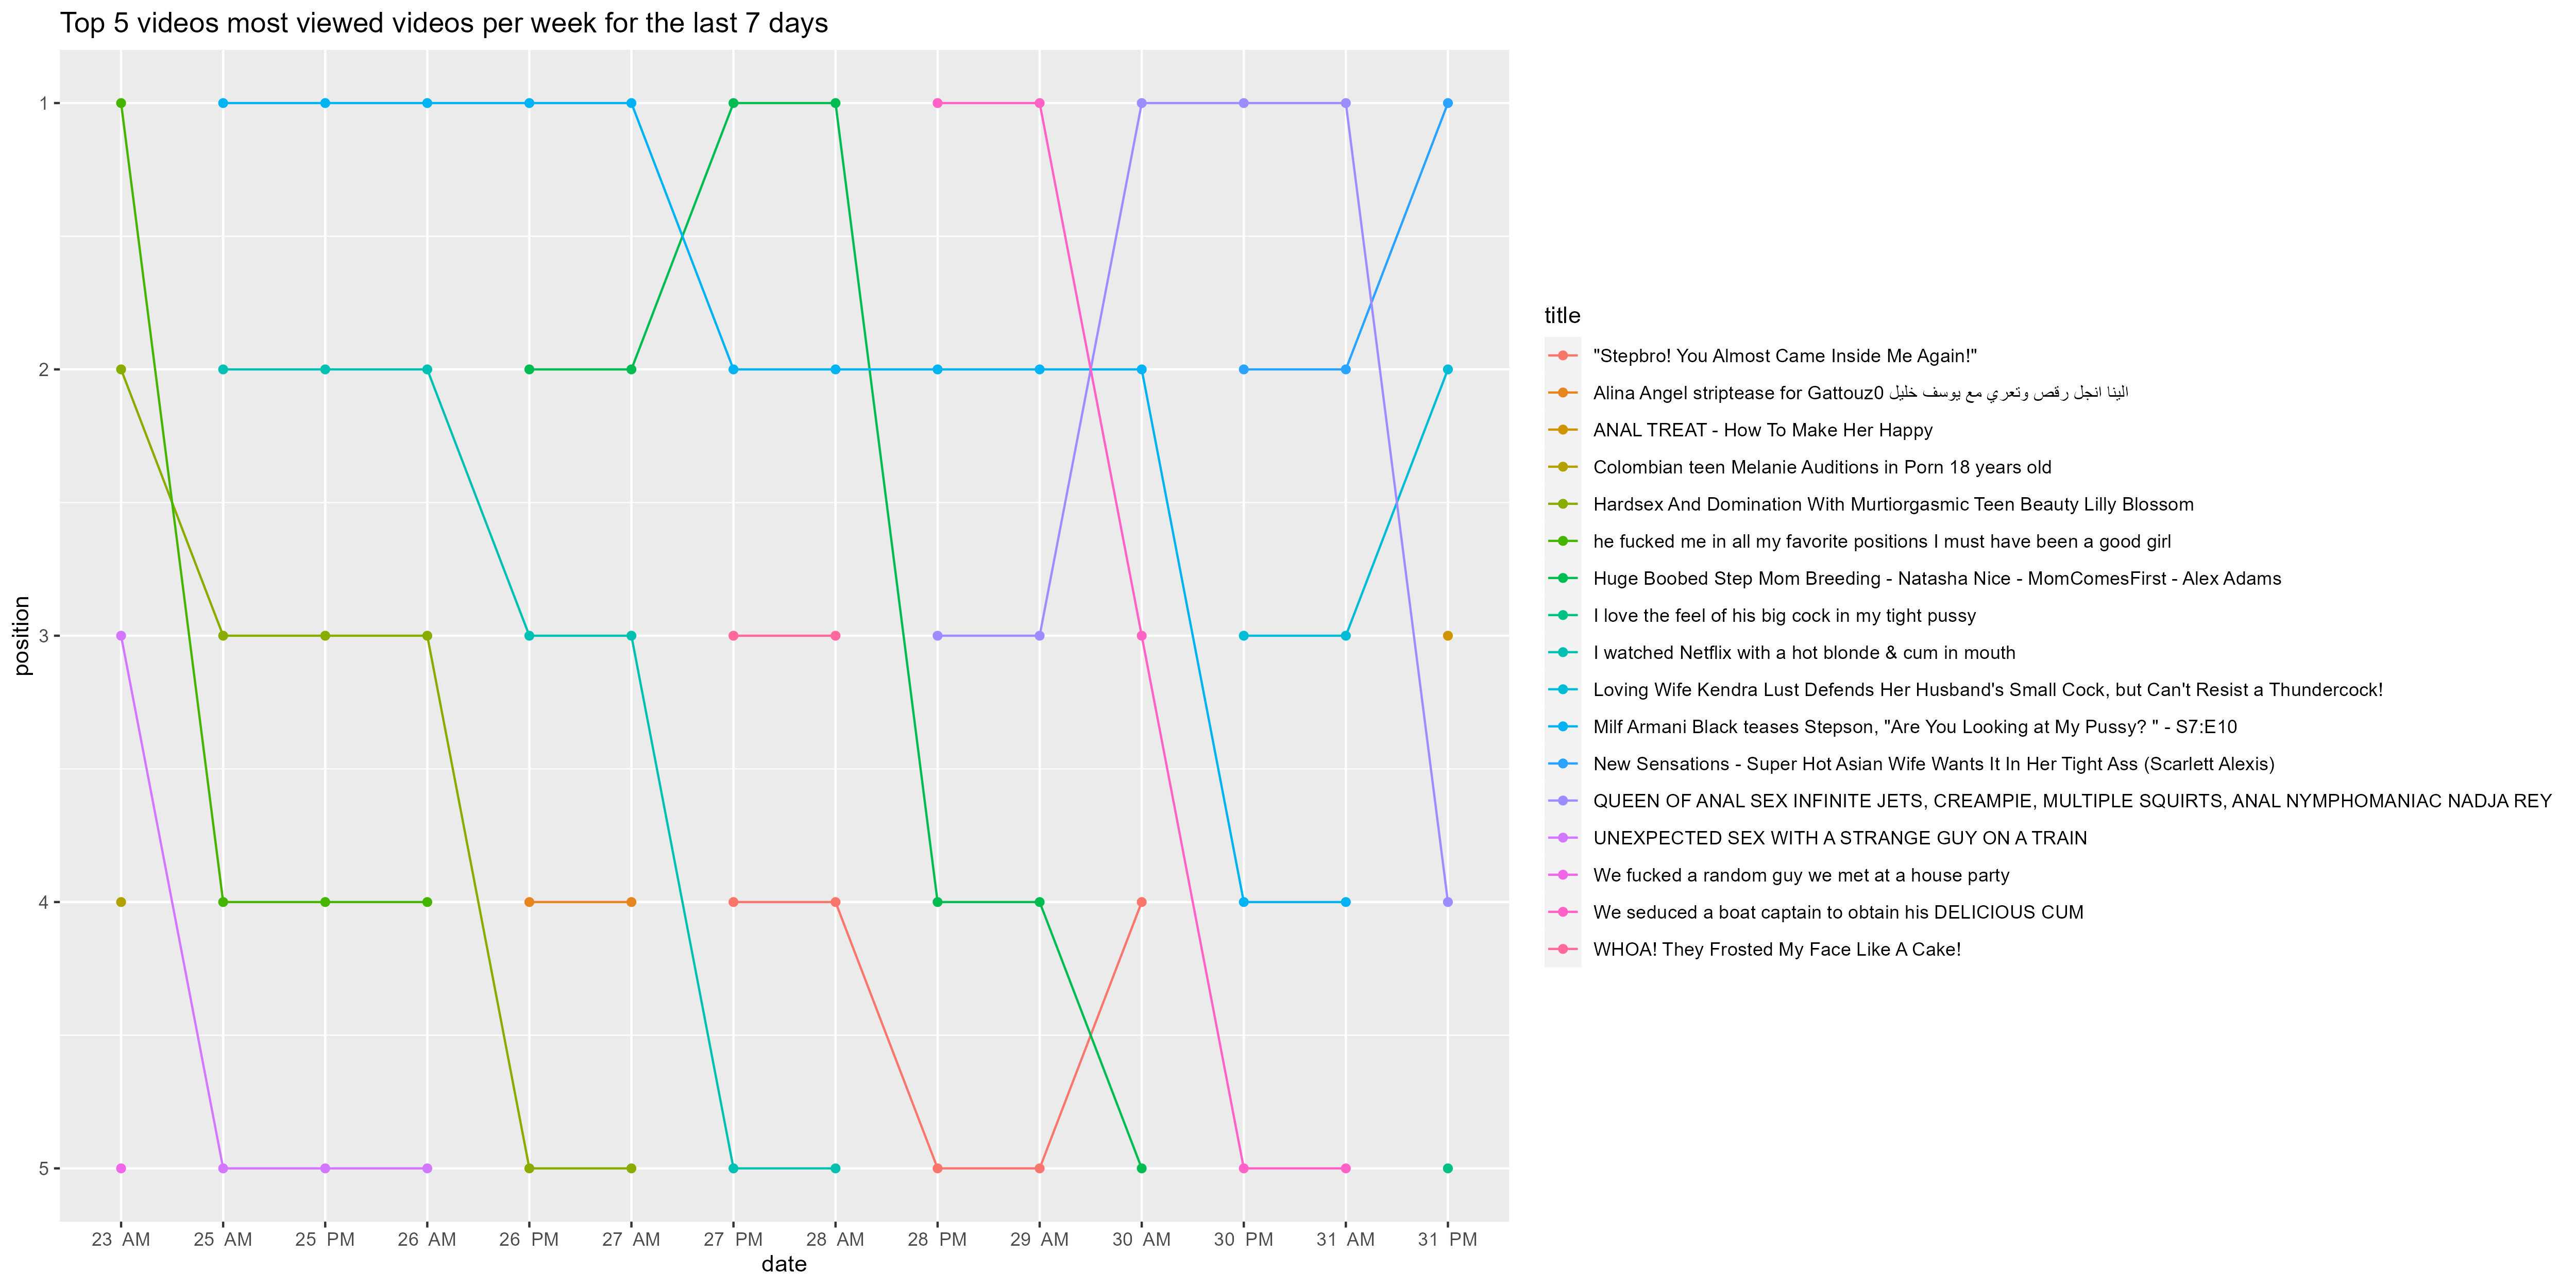 Top 5 videos most viewed videos per week for the last 7 days
position
1
2
3
4
5
23 AM
25 AM
25 PM
26 AM
26 PM
27 AM
27 PM
28 AM
28 PM
29 AM
30 AM
30 PM
31 AM
31 PM
date
title
"Stepbro! You Almost Came Inside Me Again!"
Alina Angel striptease for Gattouz0 الينا انجل رقص وتعري مع يوسف خليل
ANAL TREAT - How To Make Her Happy
Colombian teen Melanie Auditions in Porn 18 years old
Hardsex And Domination With Murtiorgasmic Teen Beauty Lilly Blossom
he fucked me in all my favorite positions I must have been a good girl
Huge Boobed Step Mom Breeding - Natasha Nice - MomComesFirst - Alex Adams
I love the feel of his big cock in my tight pussy
I watched Netflix with a hot blonde & cum in mouth
Loving Wife Kendra Lust Defends Her Husband's Small Cock, but Can't Resist a Thundercock!
Milf Armani Black teases Stepson, "Are You Looking at My Pussy? " - S7:E10
New Sensations - Super Hot Asian Wife Wants It In Her Tight Ass (Scarlett Alexis)
QUEEN OF ANAL SEX INFINITE JETS, CREAMPIE, MULTIPLE SQUIRTS, ANAL NYMPHOMANIAC NADJA REY
UNEXPECTED SEX WITH A STRANGE GUY ON A TRAIN
We fucked a random guy we met at a house party
We seduced a boat captain to obtain his DELICIOUS CUM
WHOA! They Frosted My Face Like A Cake!